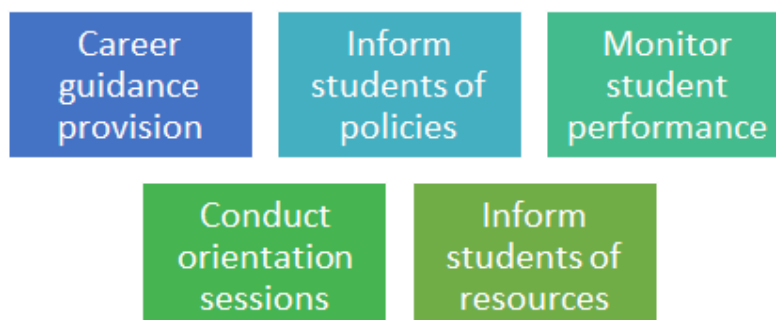 Career
guidance
provision
Inform
students of
policies
Monitor
student
performance
Conduct
orientation
sessions
Inform
students of
resources